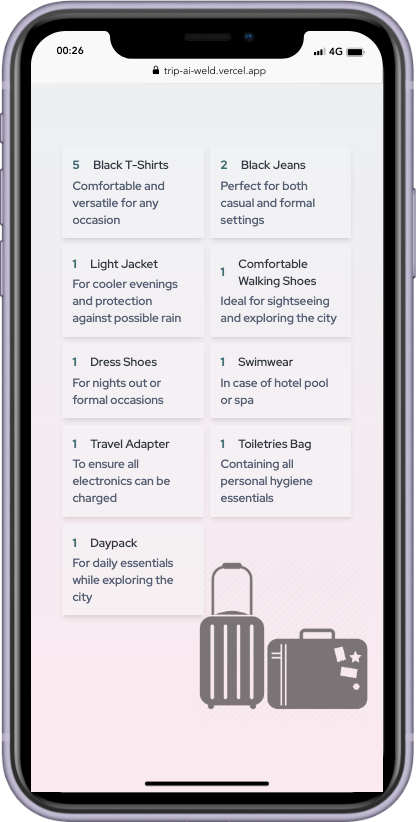 00:26
4G
trip-ai-weld.vercel.app
5 Black T-Shirts
Comfortable and
versatile for any
occasion
2 Black Jeans
Perfect for both
casual and formal
settings
1 Light Jacket
For cooler evenings
and protection
against possible rain
1 Comfortable
Walking Shoes
Ideal for sightseeing
and exploring the city
1 Dress Shoes
For nights out or
formal occasions
1 Swimwear
In case of hotel pool
or spa
1 Travel Adapter
To ensure all
electronics can be
charged
1 Toiletries Bag
Containing all
personal hygiene
essentials
1 Daypack
For daily essentials
while exploring the
city